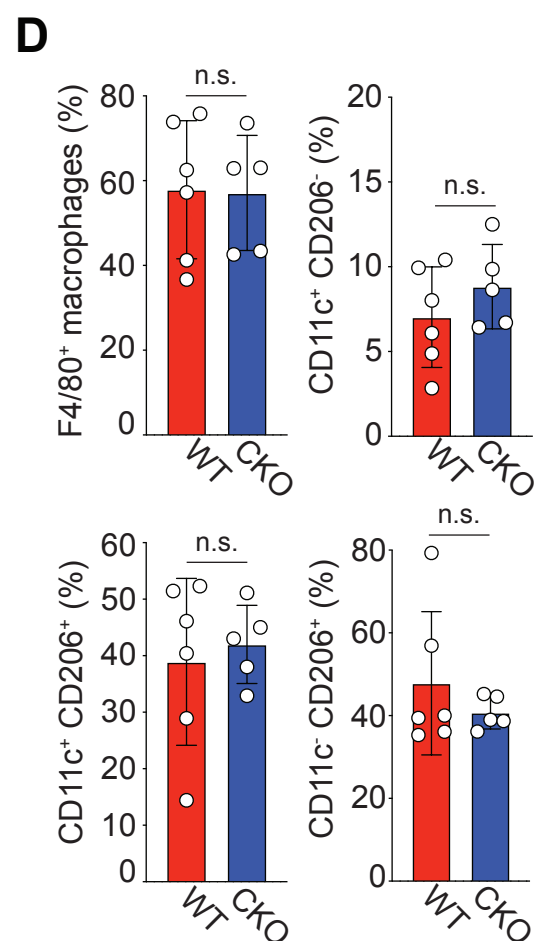 D
F4/80⁺ macrophages (%)
n.s.
80
60
40
20
0
WT
CKO
CD11c⁺ CD206⁻ (%)
n.s.
20
15
10
5
0
WT
CKO
CD11c⁺ CD206⁺ (%)
n.s.
60
50
40
30
20
10
0
WT
CKO
CD11c⁻ CD206⁺ (%)
n.s.
80
60
40
20
0
WT
CKO